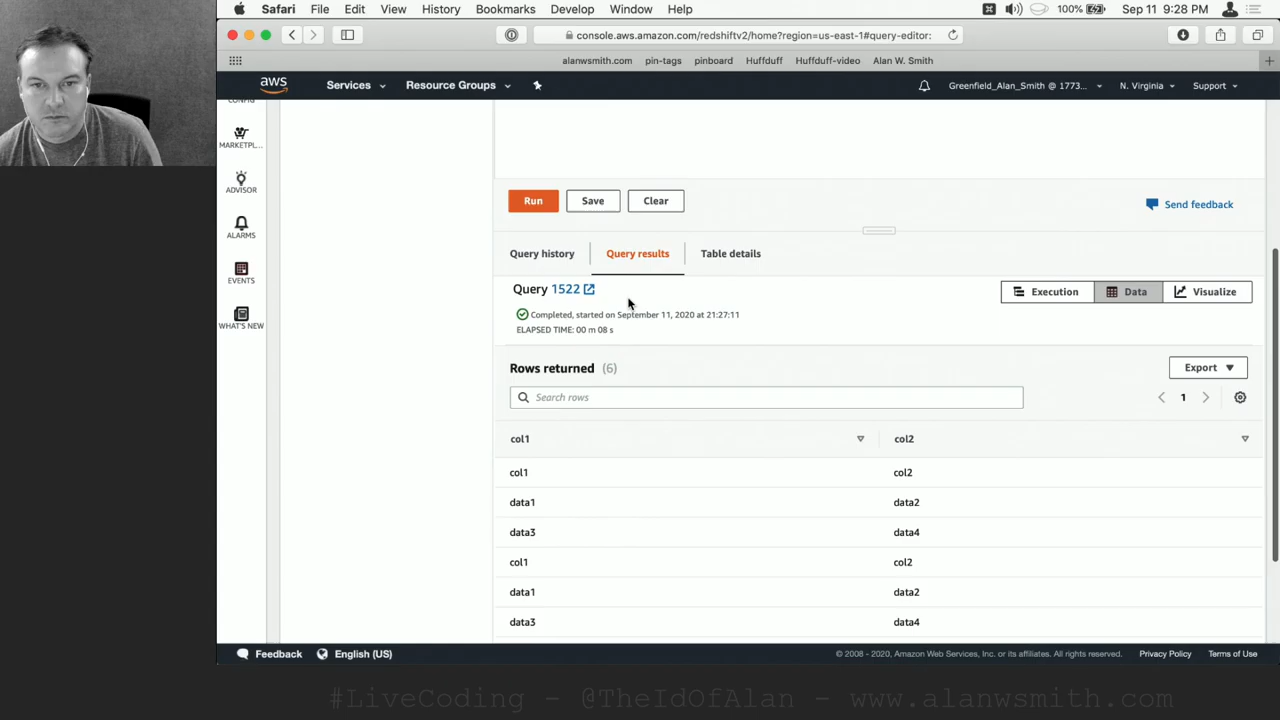 Safari File Edit View History Bookmarks Develop Window Help 100% Sep 11 9:28 PM
console.aws.amazon.com/redshiftv2/home?region=us-east-1#query-editor:
alanwsmith.com pin-tags pinboard Huffduff Huffduff-video Alan W. Smith
aws Services Resource Groups Greenfield_Alan_Smith @ 1773... N. Virginia Support
CONFIG
MARKETPL...
ADVISOR
ALARMS
EVENTS
WHAT'S NEW
Run Save Clear
Send feedback
Query history Query results Table details
Query 1522
Execution Data Visualize
Completed, started on September 11, 2020 at 21:27:11
ELAPSED TIME: 00 m 08 s
Rows returned (6)
Export
Search rows
1
col1 col2
col1 col2
data1 data2
data3 data4
col1 col2
data1 data2
data3 data4
Feedback English (US) © 2008 - 2020, Amazon Web Services, Inc. or its affiliates. All rights reserved. Privacy Policy Terms of Use
#LiveCoding - @TheIdOfAlan - www.alanwsmith.com